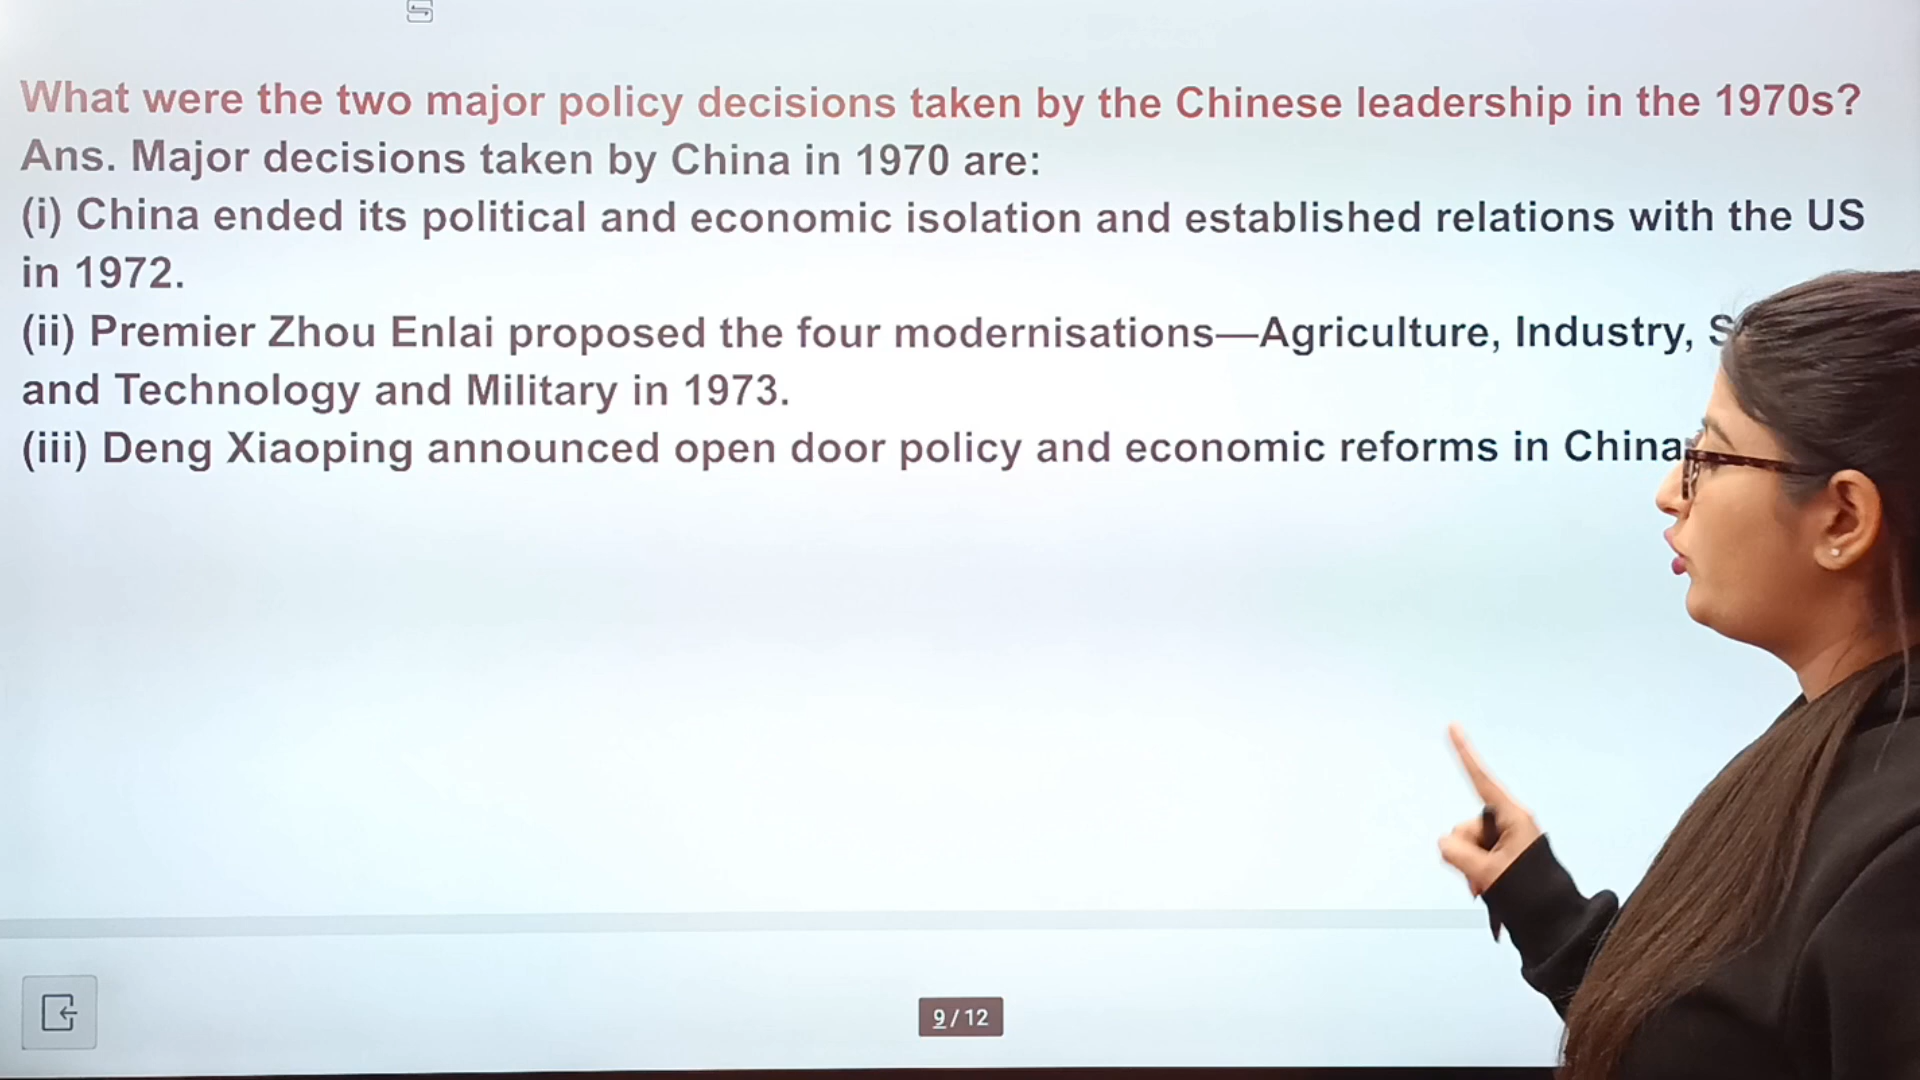 What were the two major policy decisions taken by the Chinese leadership in the 1970s?
Ans. Major decisions taken by China in 1970 are:
(i) China ended its political and economic isolation and established relations with the US
in 1972.
(ii) Premier Zhou Enlai proposed the four modernisations—Agriculture, Industry,
and Technology and Military in 1973.
(iii) Deng Xiaoping announced open door policy and economic reforms in China
9 / 12